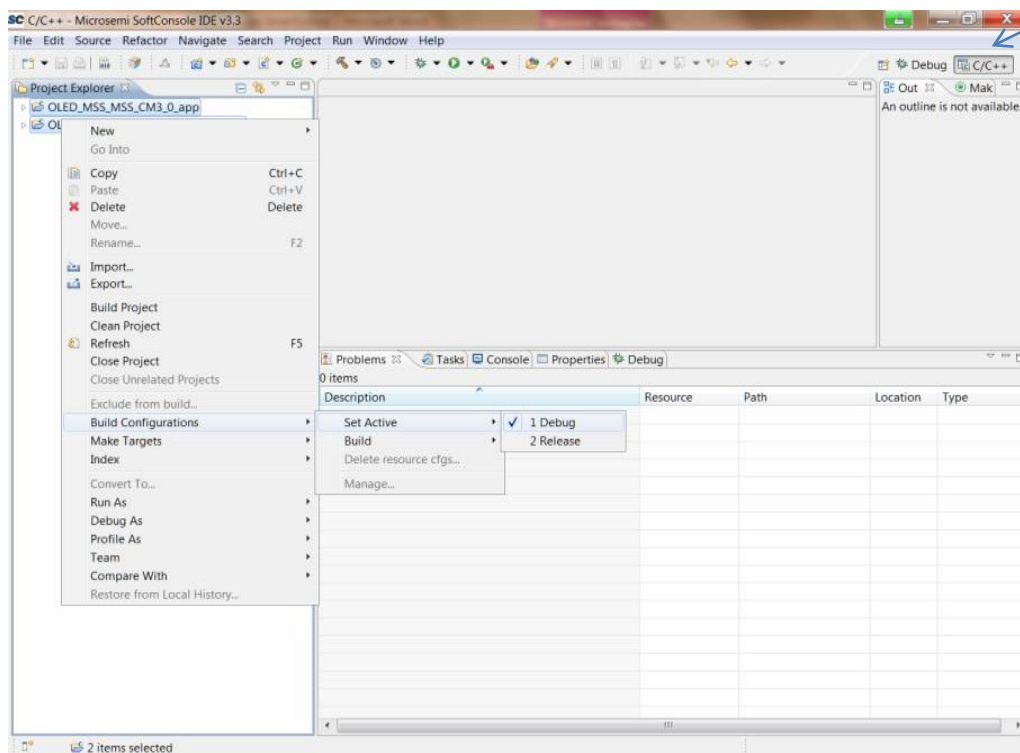 SC C/C++ - Microsemi SoftConsole IDE v3.3
File Edit Source Refactor Navigate Search Project Run Window Help
Debug C/C++
Project Explorer
OLED_MSS_MSS_CM3_0_app
OL
New
Go Into
Copy Ctrl+C
Paste Ctrl+V
Delete Delete
Move...
Rename... F2
Import...
Export...
Build Project
Clean Project
Refresh F5
Close Project
Close Unrelated Projects
Exclude from build...
Build Configurations
Make Targets
Index
Convert To...
Run As
Debug As
Profile As
Team
Compare With
Restore from Local History...
Set Active
Build
Delete resource cfgs...
Manage...
1 Debug
2 Release
Out Mak
An outline is not available
Problems Tasks Console Properties Debug
0 items
Description Resource Path Location Type
2 items selected